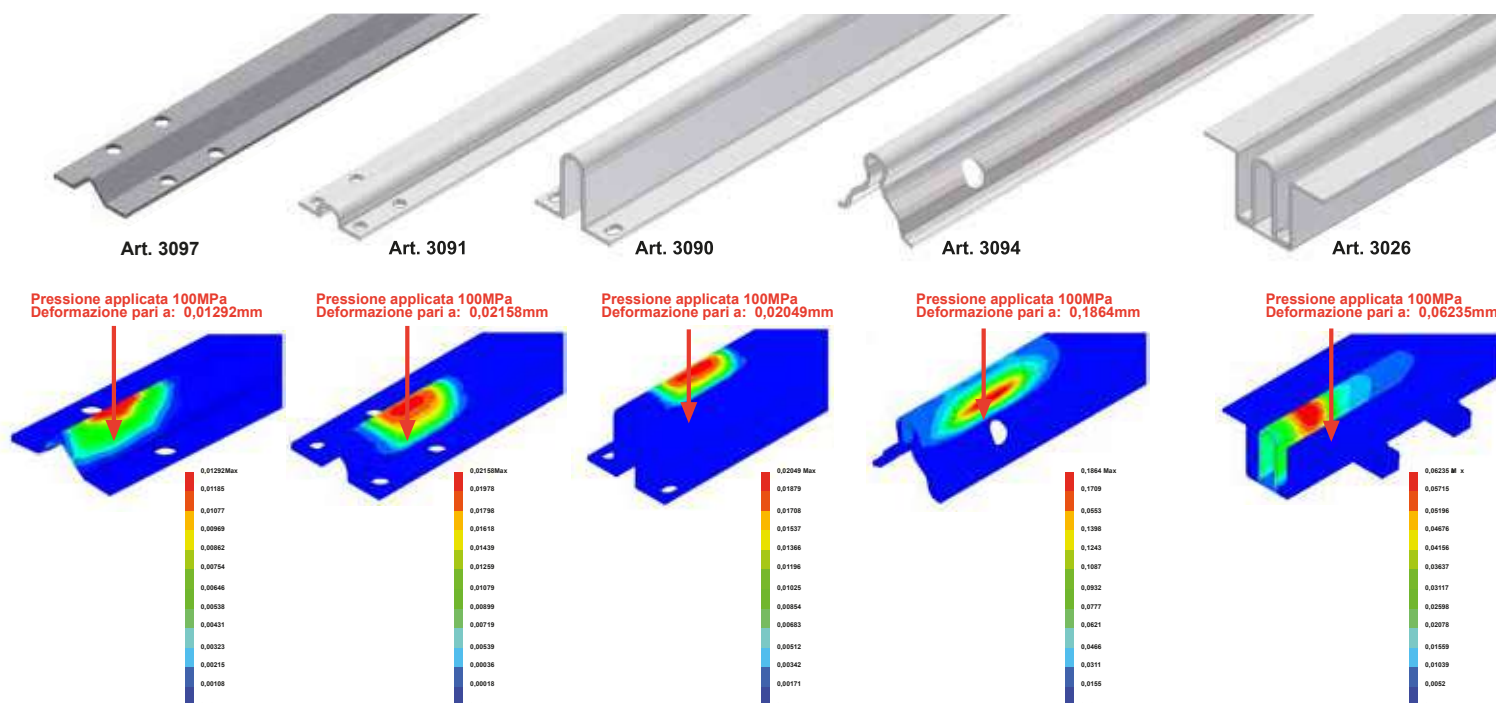 Art. 3097
Art. 3091
Art. 3090
Art. 3094
Art. 3026
Pressione applicata 100MPa
Deformazione pari a: 0,01292mm
Pressione applicata 100MPa
Deformazione pari a: 0,02158mm
Pressione applicata 100MPa
Deformazione pari a: 0,02049mm
Pressione applicata 100MPa
Deformazione pari a: 0,1864mm
Pressione applicata 100MPa
Deformazione pari a: 0,06235mm
0,01292Max
0,01185
0,01077
0,00969
0,00862
0,00754
0,00646
0,00538
0,00431
0,00323
0,00215
0,00108
0,02158Max
0,01978
0,01798
0,01618
0,01439
0,01259
0,01079
0,00899
0,00719
0,00539
0,00036
0,00018
0,02049 Max
0,01879
0,01708
0,01537
0,01366
0,01196
0,01025
0,00854
0,00683
0,00512
0,00342
0,00171
0,1864 Max
0,1709
0,0553
0,1398
0,1243
0,1087
0,0932
0,0777
0,0621
0,0466
0,0311
0,0155
0,06235 M x
0,05715
0,05196
0,04676
0,04156
0,03637
0,03117
0,02598
0,02078
0,01559
0,01039
0,0052